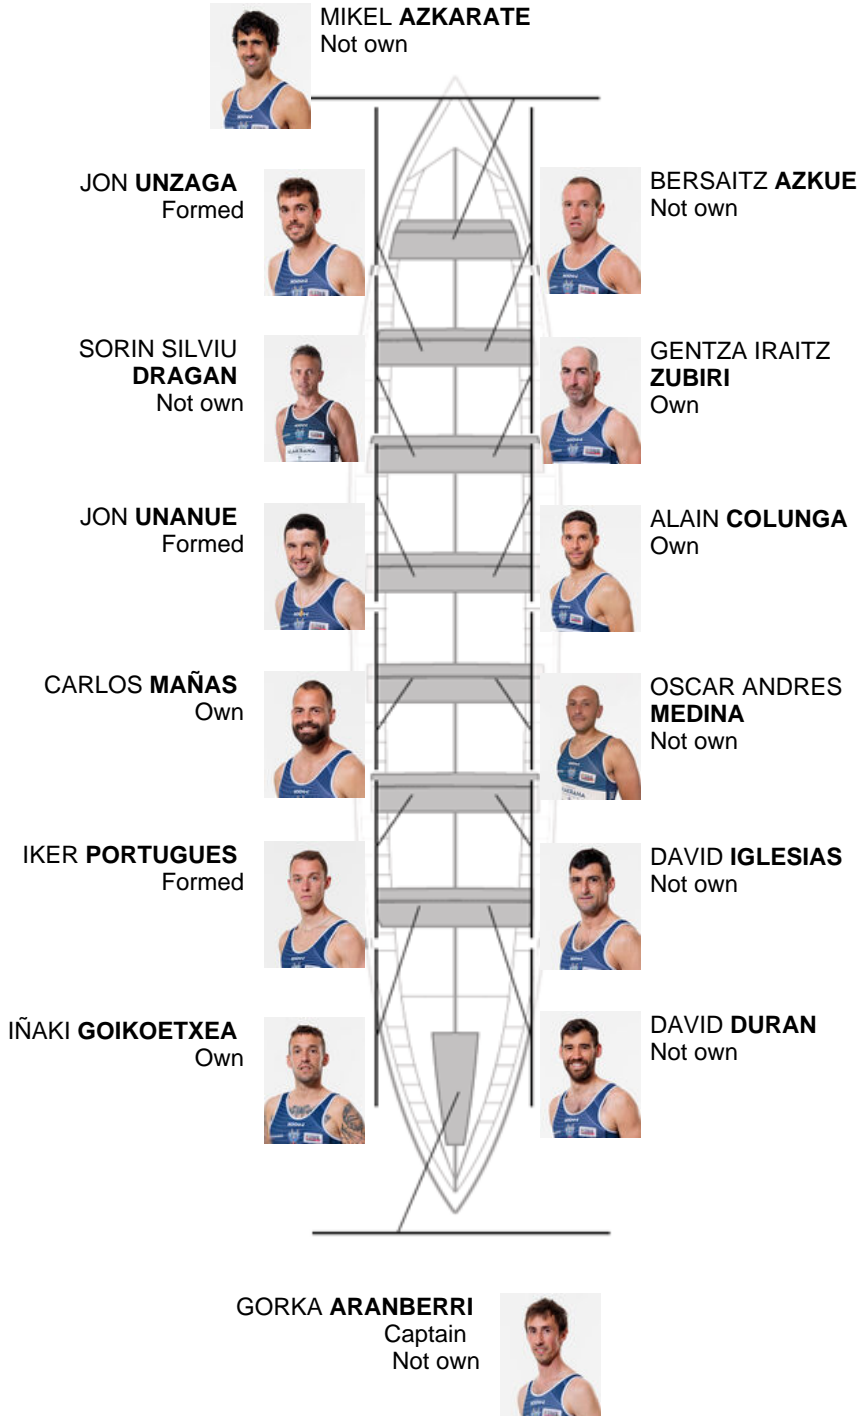 MIKEL AZKARATE
Not own
JON UNZAGA
Formed
BERSAITZ AZKUE
Not own
SORIN SILVIU
DRAGAN
Not own
GENTZA IRAITZ
ZUBIRI
Own
JON UNANUE
Formed
ALAIN COLUNGA
Own
CARLOS MAÑAS
Own
OSCAR ANDRES
MEDINA
Not own
IKER PORTUGUES
Formed
DAVID IGLESIAS
Not own
IÑAKI GOIKOETXEA
Own
DAVID DURAN
Not own
GORKA ARANBERRI
Captain
Not own